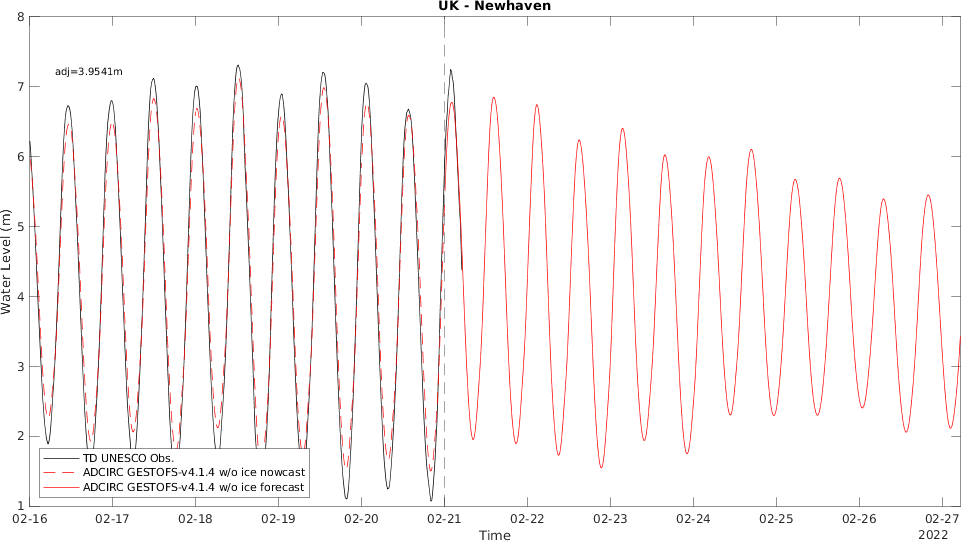 UK - Newhaven
adj=3.9541m
Water Level (m)
8
7
6
5
4
3
2
1
TD UNESCO Obs.
ADCIRC GESTOFS-v4.1.4 w/o ice nowcast
ADCIRC GESTOFS-v4.1.4 w/o ice forecast
02-16 02-17 02-18 02-19 02-20 02-21 02-22 02-23 02-24 02-25 02-26 02-27
Time
2022